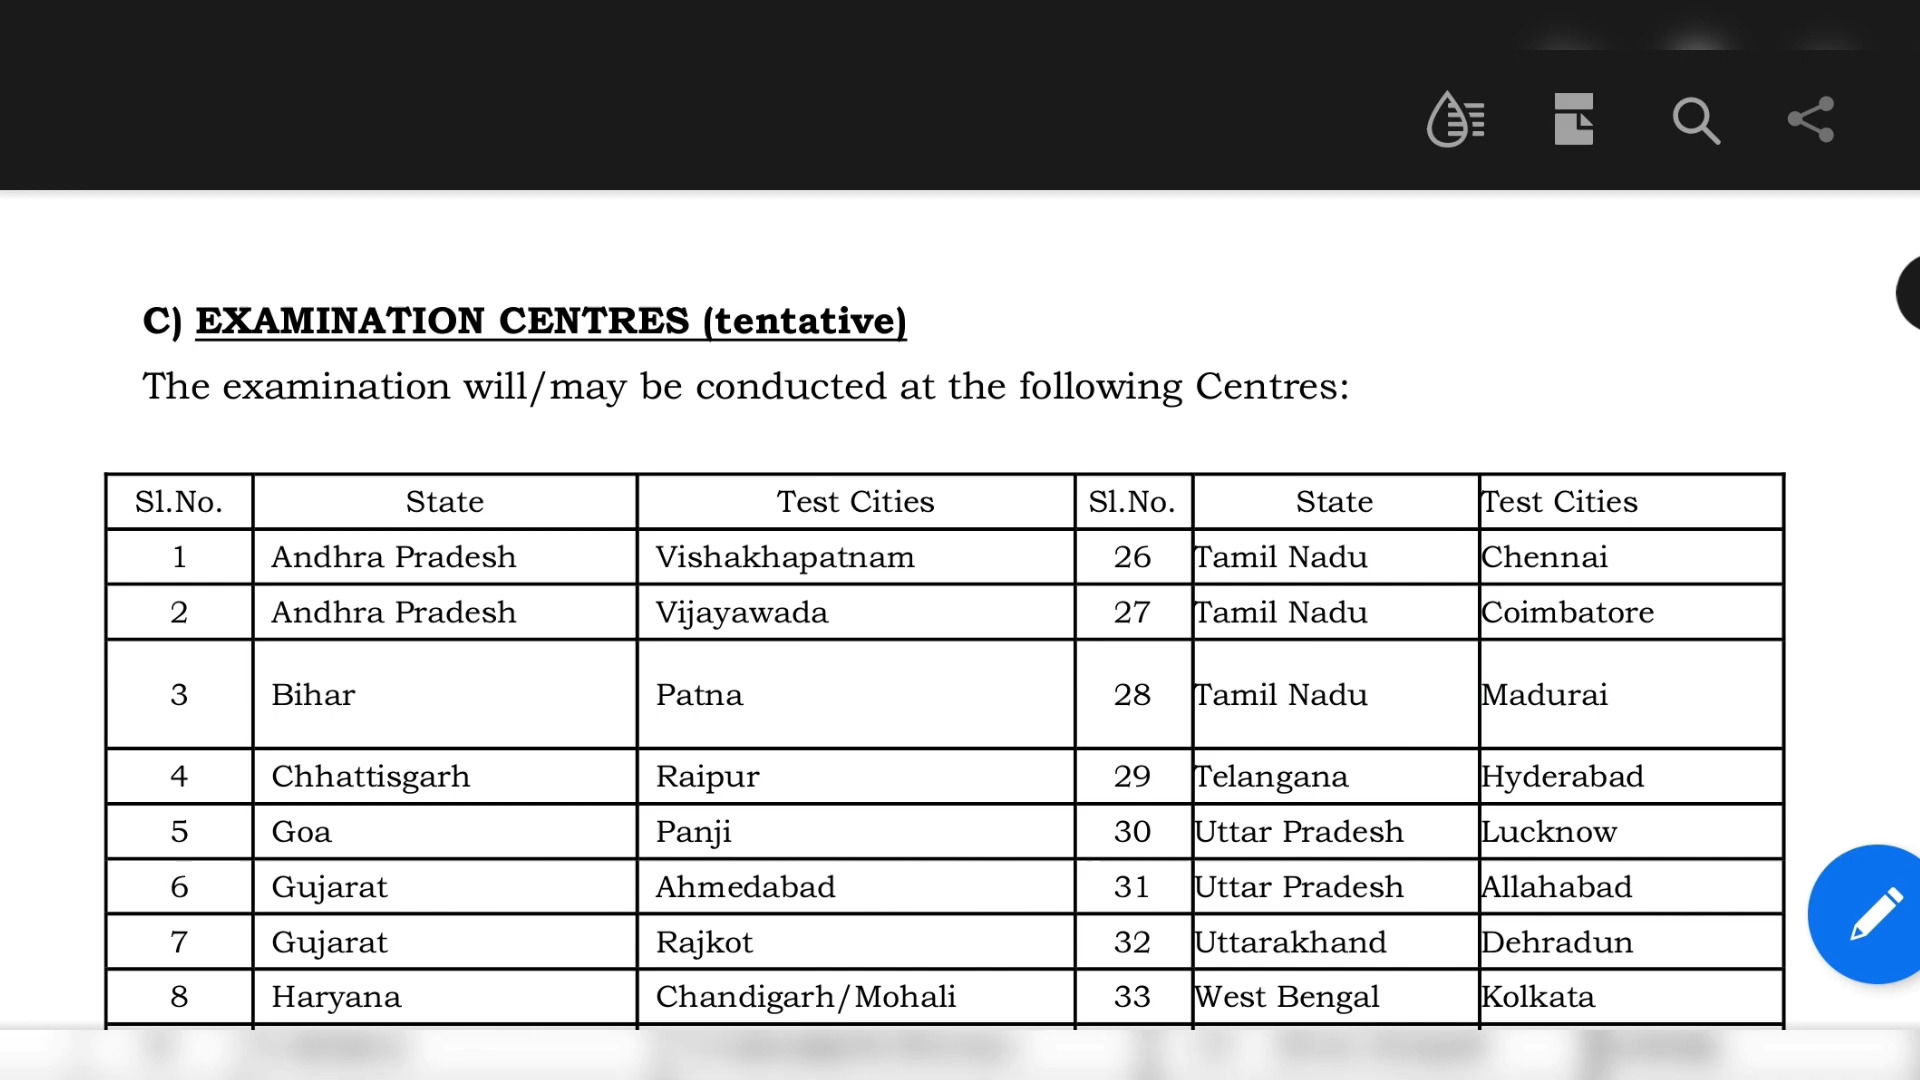 C) EXAMINATION CENTRES (tentative)
The examination will/may be conducted at the following Centres:
Sl.No. State Test Cities Sl.No. State Test Cities
1 Andhra Pradesh Vishakhapatnam 26 Tamil Nadu Chennai
2 Andhra Pradesh Vijayawada 27 Tamil Nadu Coimbatore
3 Bihar Patna 28 Tamil Nadu Madurai
4 Chhattisgarh Raipur 29 Telangana Hyderabad
5 Goa Panji 30 Uttar Pradesh Lucknow
6 Gujarat Ahmedabad 31 Uttar Pradesh Allahabad
7 Gujarat Rajkot 32 Uttarakhand Dehradun
8 Haryana Chandigarh/Mohali 33 West Bengal Kolkata